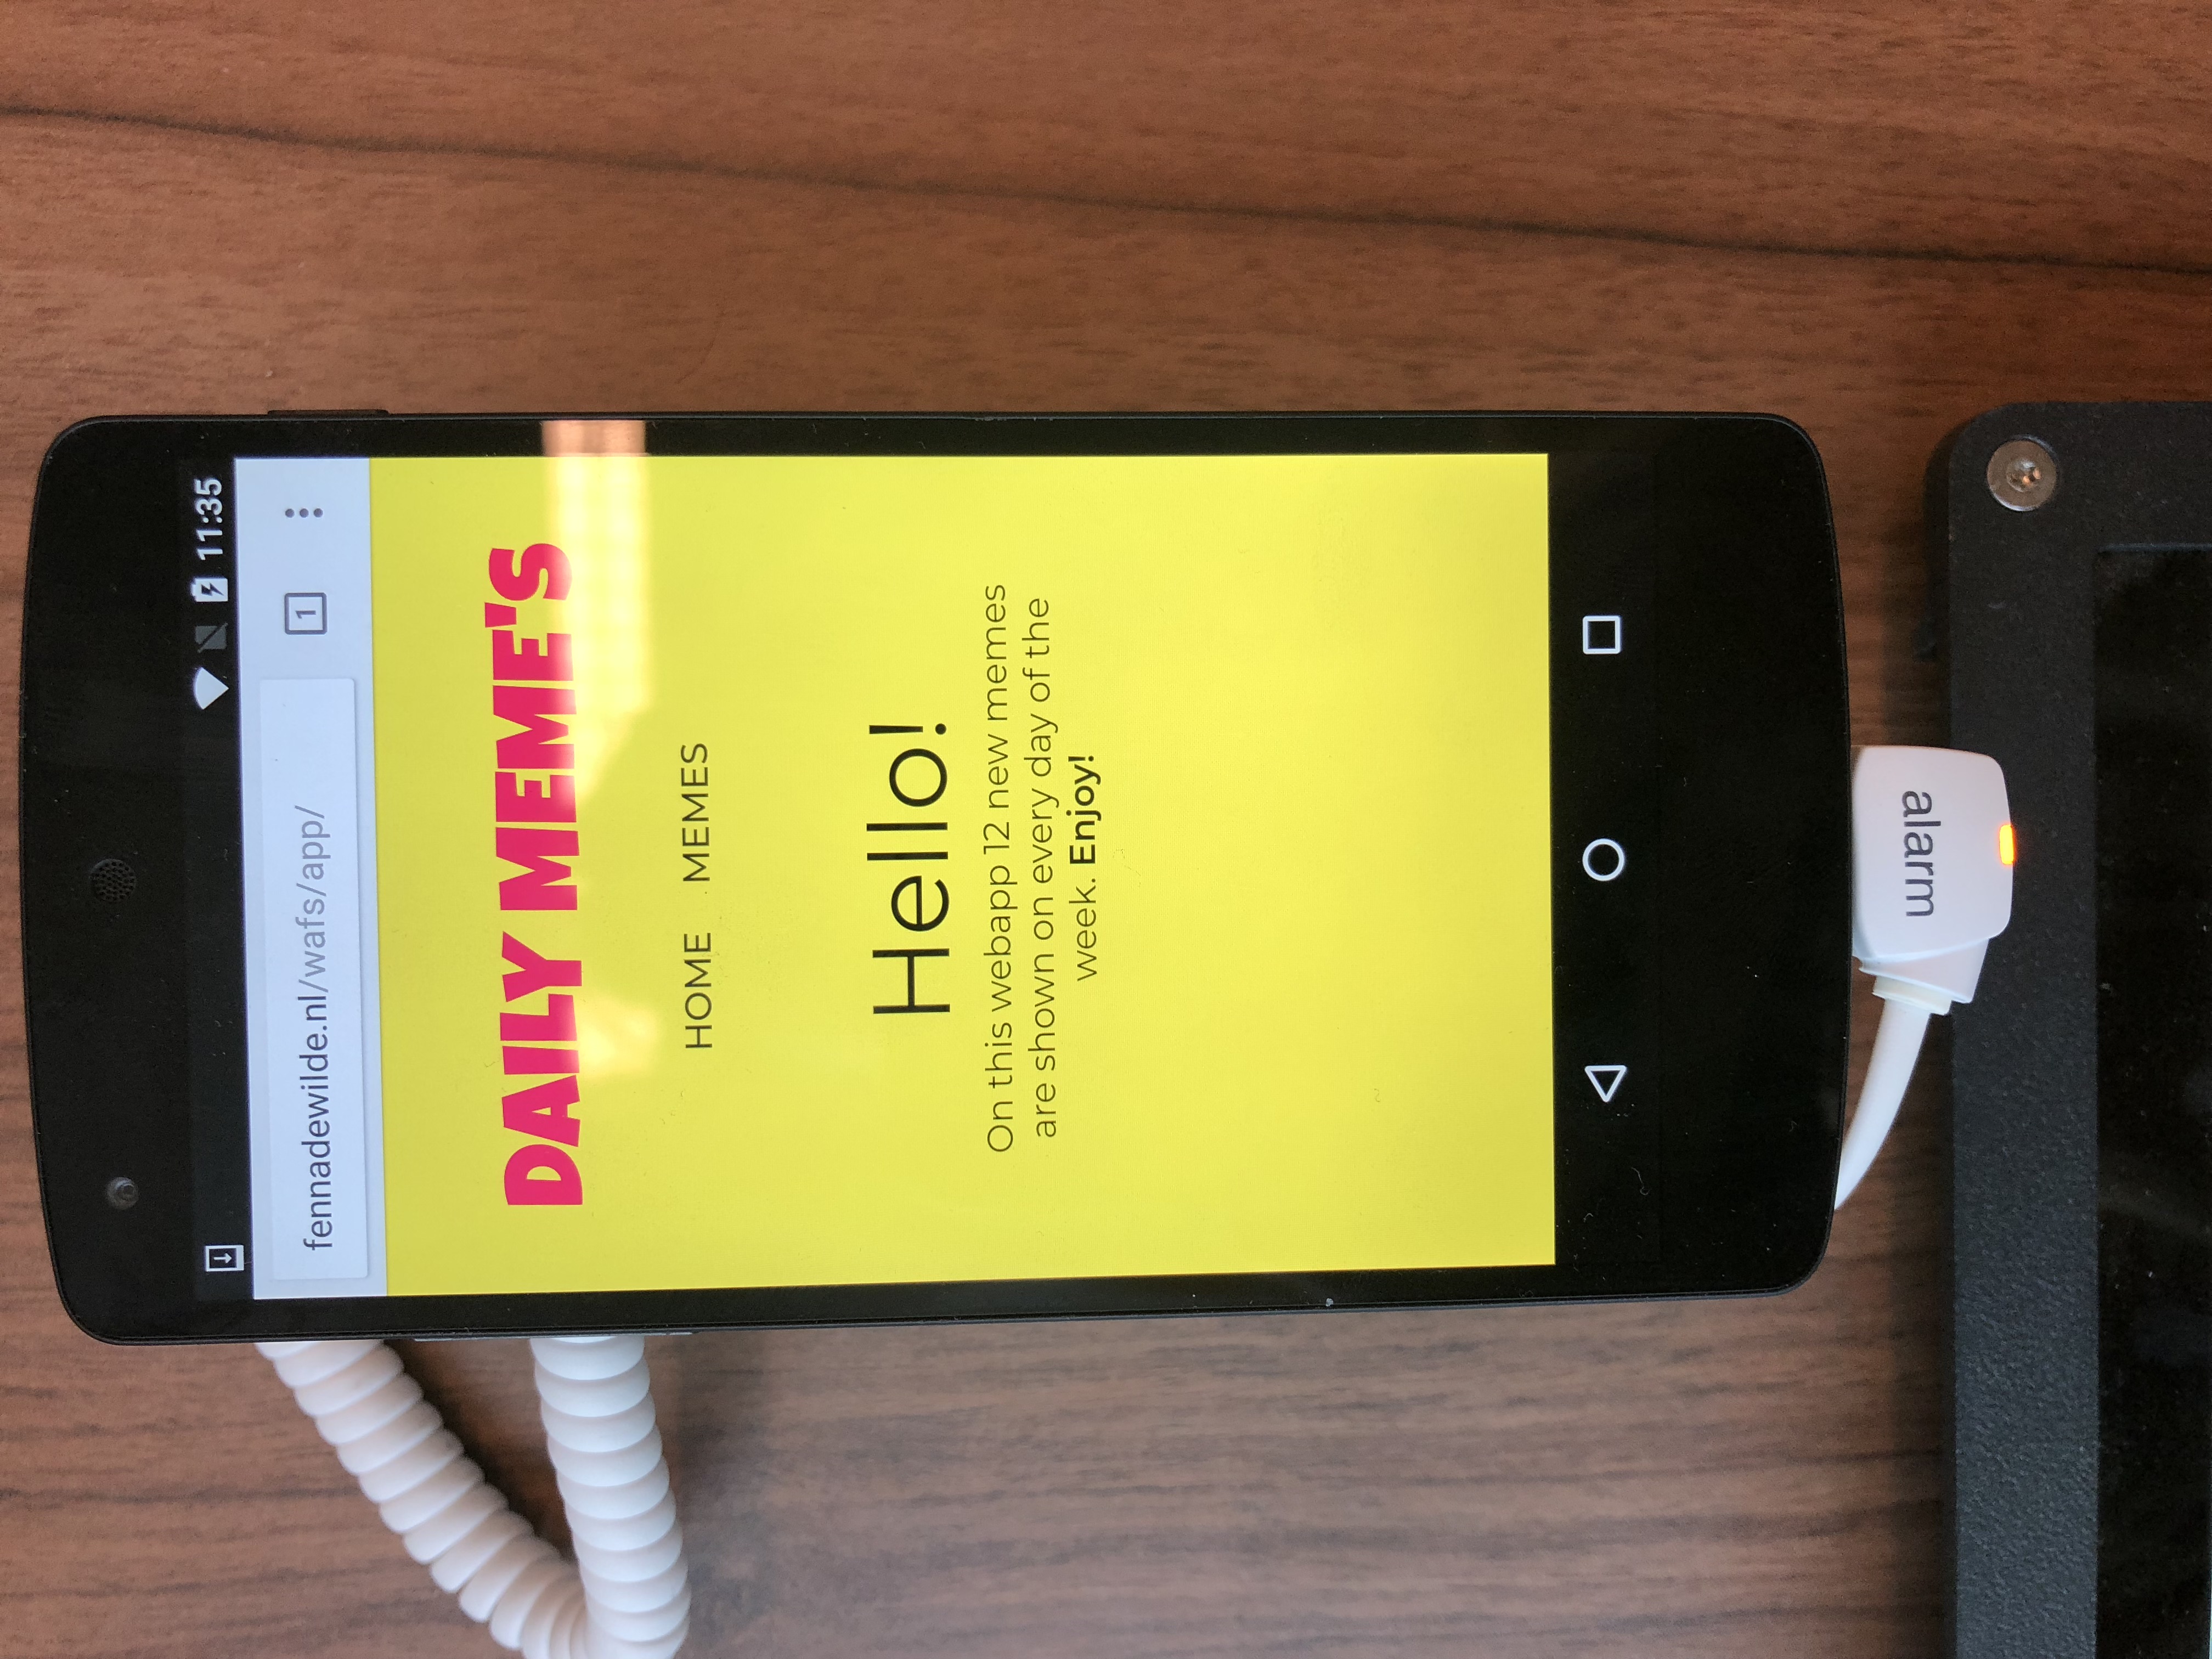 11:35
fennadewilde.nl/wafs/app/
1
DAILY MEME'S
HOME MEMES
Hello!
On this webapp 12 new memes
are shown on every day of the
week. Enjoy!
alarm